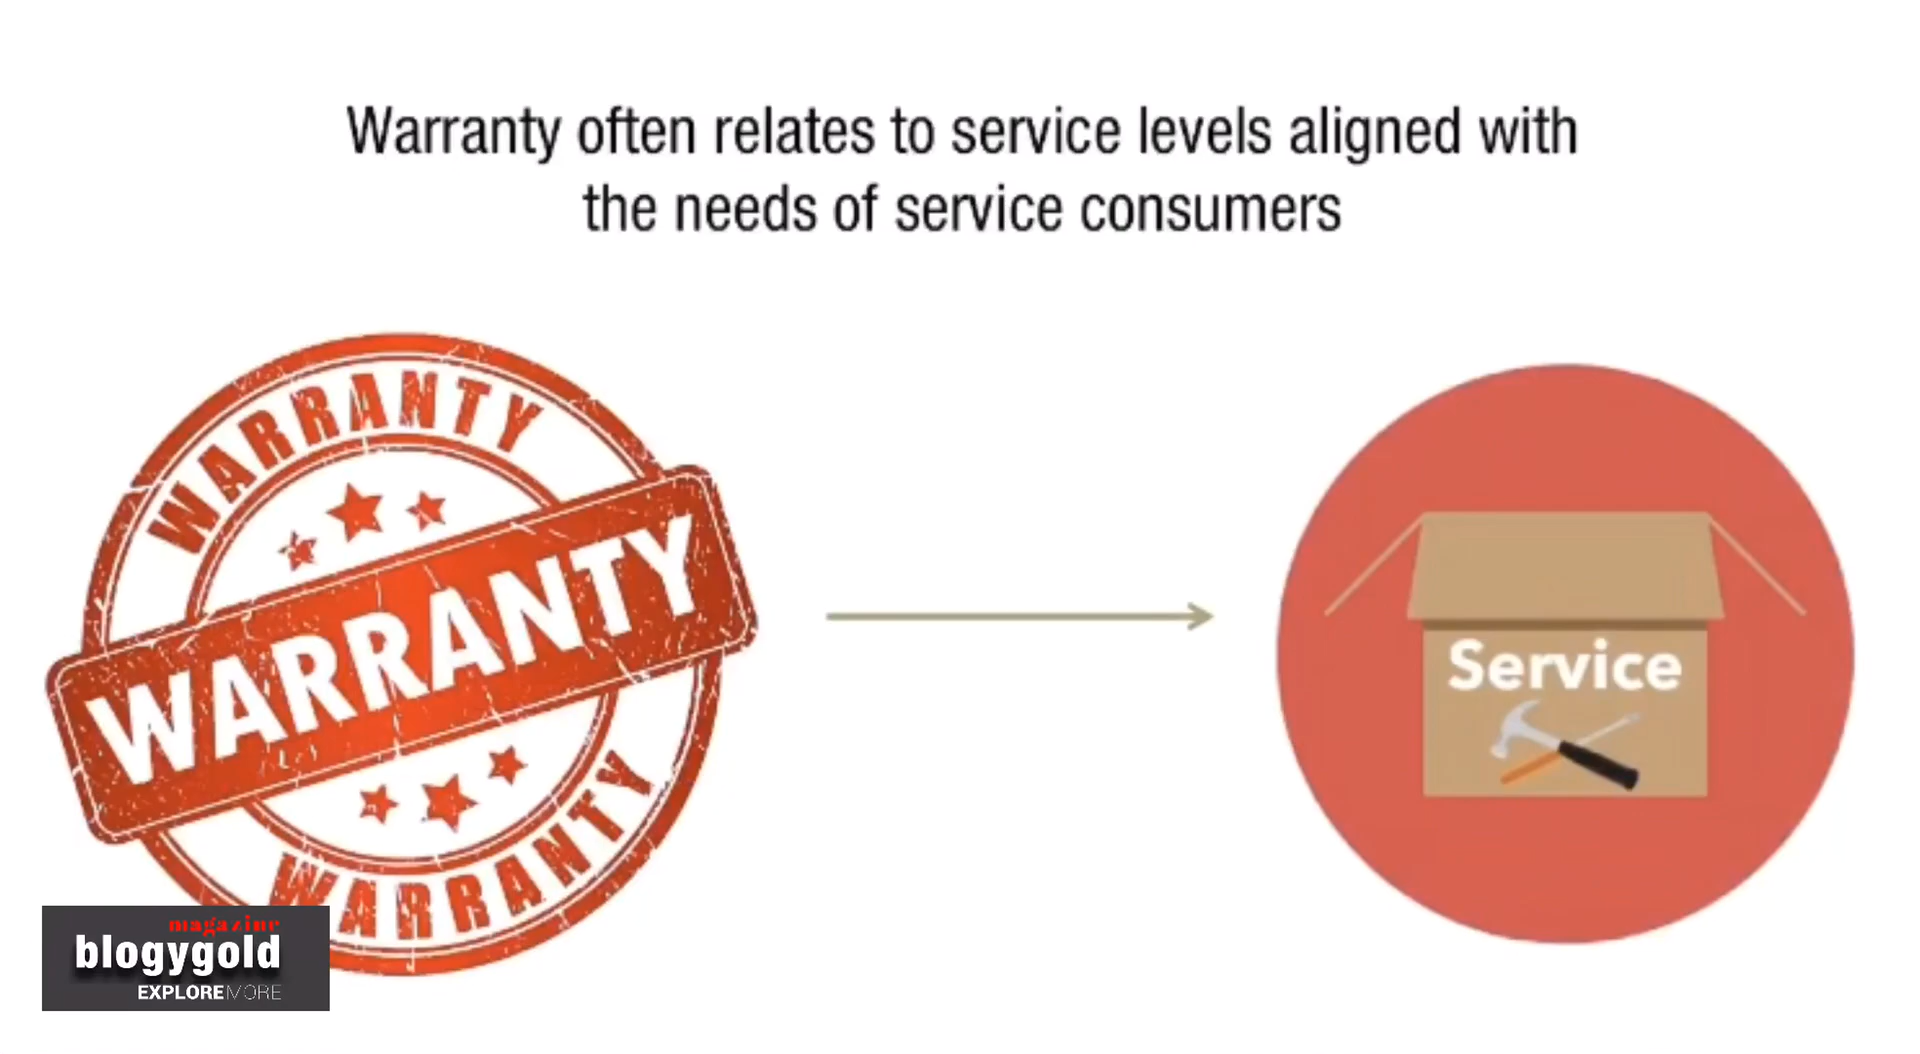 Warranty often relates to service levels aligned with
the needs of service consumers
WARRANTY
WARRANTY
WARRANTY
Service
magazine
blogygold
EXPLOREMORE